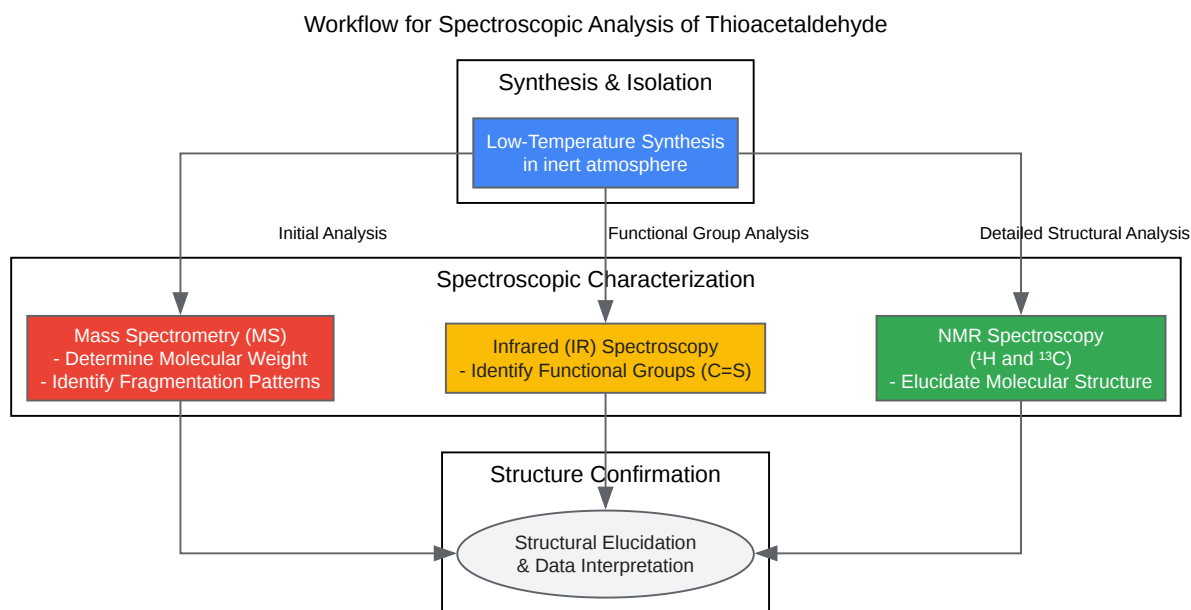 Workflow for Spectroscopic Analysis of Thioacetaldehyde
Synthesis & Isolation
Low-Temperature Synthesis
in inert atmosphere
Initial Analysis
Functional Group Analysis
Detailed Structural Analysis
Spectroscopic Characterization
Mass Spectrometry (MS)
- Determine Molecular Weight
- Identify Fragmentation Patterns
Infrared (IR) Spectroscopy
- Identify Functional Groups (C=S)
NMR Spectroscopy
(¹H and ¹³C)
- Elucidate Molecular Structure
Structure Confirmation
Structural Elucidation
& Data Interpretation